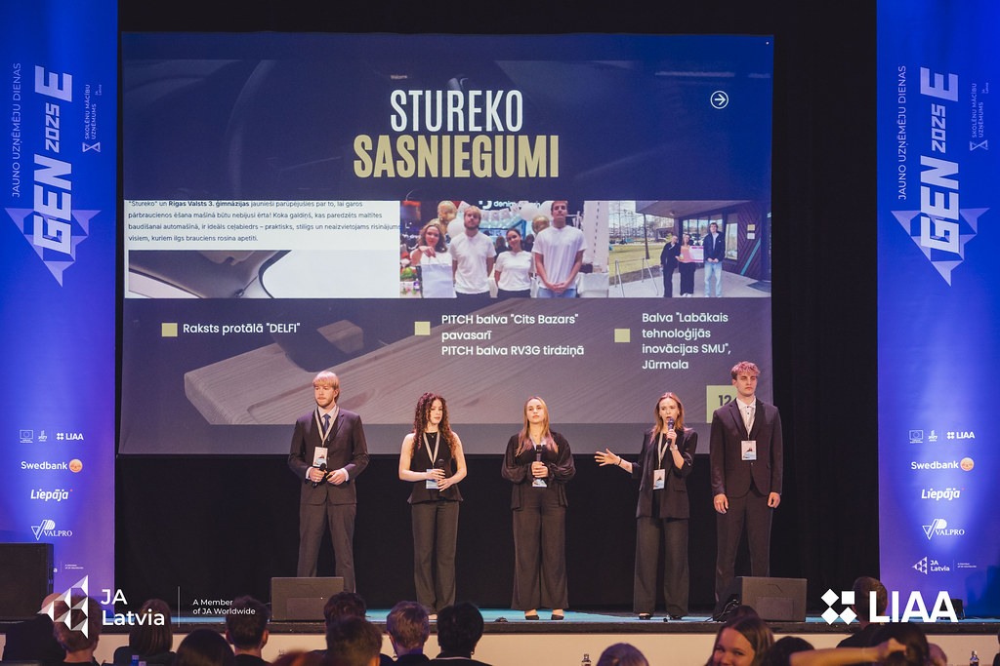 Welcome
STUREKO
SASNIEGUMI
"Stureko" un Rīgas Valsts 3. ģimnāzijas jaunieši parūpējušies par to, lai garos
pārbraucienos ēšana mašīnā būtu nebijusi ērta! Koka galdiņš, kas paredzēts maltītes
baudīšanai automašīnā, ir ideāls ceļabiedrs – praktisks, stilīgs un neaizvietojams risinājums
visiem, kuriem ilgs brauciens rosina apetīti.
Raksts protālā "DELFI"
PITCH balva "Cits Bazars"
pavasarī
PITCH balva RV3G tirdziņā
Balva "Labākais
tehnoloģijās
inovācijas SMU",
Jūrmala
12
JAUNO UZŅĒMĒJU DIENAS
GEN 2025 E
SKOLĒNU MĀCĪBU
UZŅĒMUMS
LIAA
Swedbank
Liepāja
VALPRO
JAUNO UZŅĒMĒJU DIENAS
GEN 2025 E
SKOLĒNU MĀCĪBU
UZŅĒMUMS
LIAA
Swedbank
Liepāja
VALPRO
JA
Latvia
JA
Latvia
A Member
of JA Worldwide
LIAA